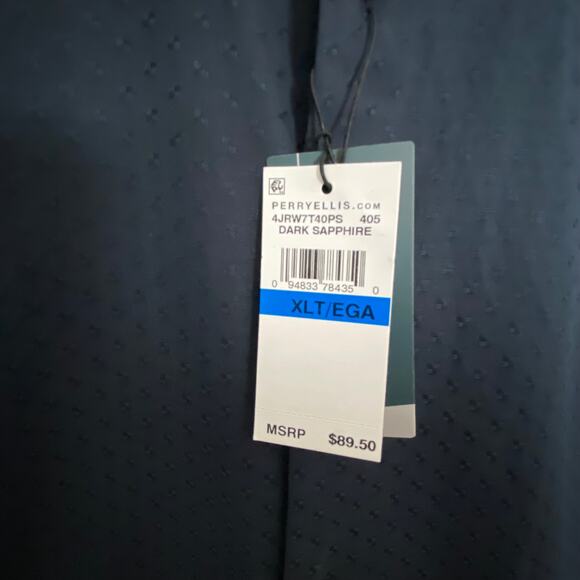 PERRYELLIS.COM
4JRW7T40PS 405
DARK SAPPHIRE
0 94833 78435 0
XLT/EGA
MSRP $89.50